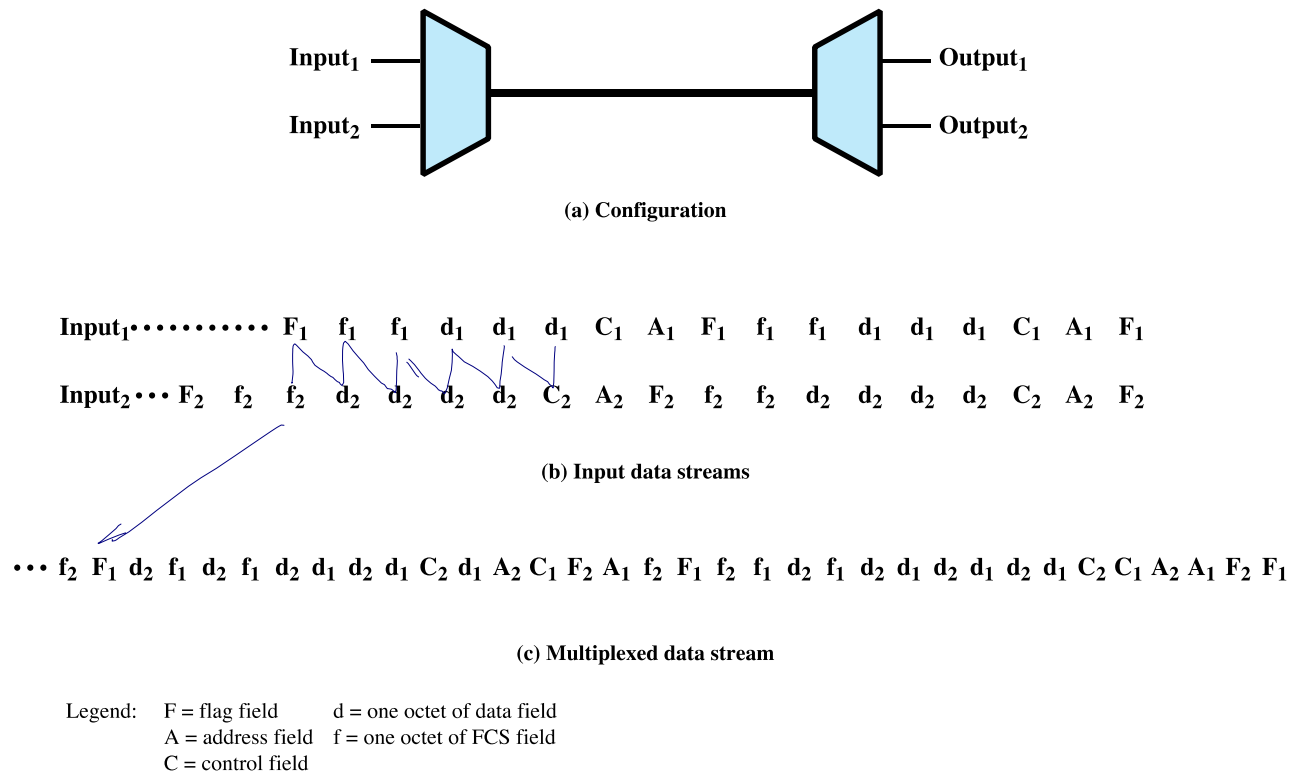 Input₁ Output₁
Input₂ Output₂
(a) Configuration
Input₁ ........... F₁ f₁ f₁ d₁ d₁ d₁ C₁ A₁ F₁ f₁ f₁ d₁ d₁ d₁ C₁ A₁ F₁
Input₂ ... F₂ f₂ f₂ d₂ d₂ d₂ d₂ C₂ A₂ F₂ f₂ f₂ d₂ d₂ d₂ d₂ C₂ A₂ F₂
(b) Input data streams
... f₂ F₁ d₂ f₁ d₂ f₁ d₂ d₁ d₂ d₁ C₂ d₁ A₂ C₁ F₂ A₁ f₂ F₁ f₂ f₁ d₂ f₁ d₂ d₁ d₂ d₁ d₂ d₁ C₂ C₁ A₂ A₁ F₂ F₁
(c) Multiplexed data stream
Legend: F = flag field d = one octet of data field
A = address field f = one octet of FCS field
C = control field